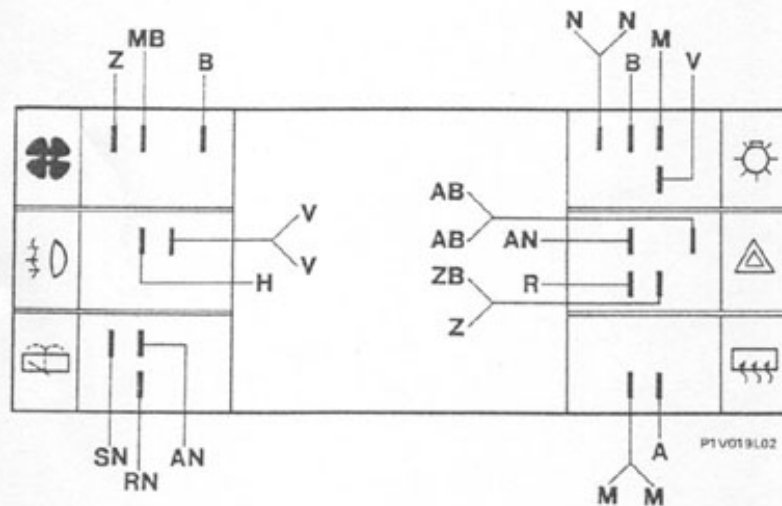 N N M
MB
Z B B V
AB V
AB AN
V
ZB
H R
Z
SN AN A P1V019L02
RN
M M